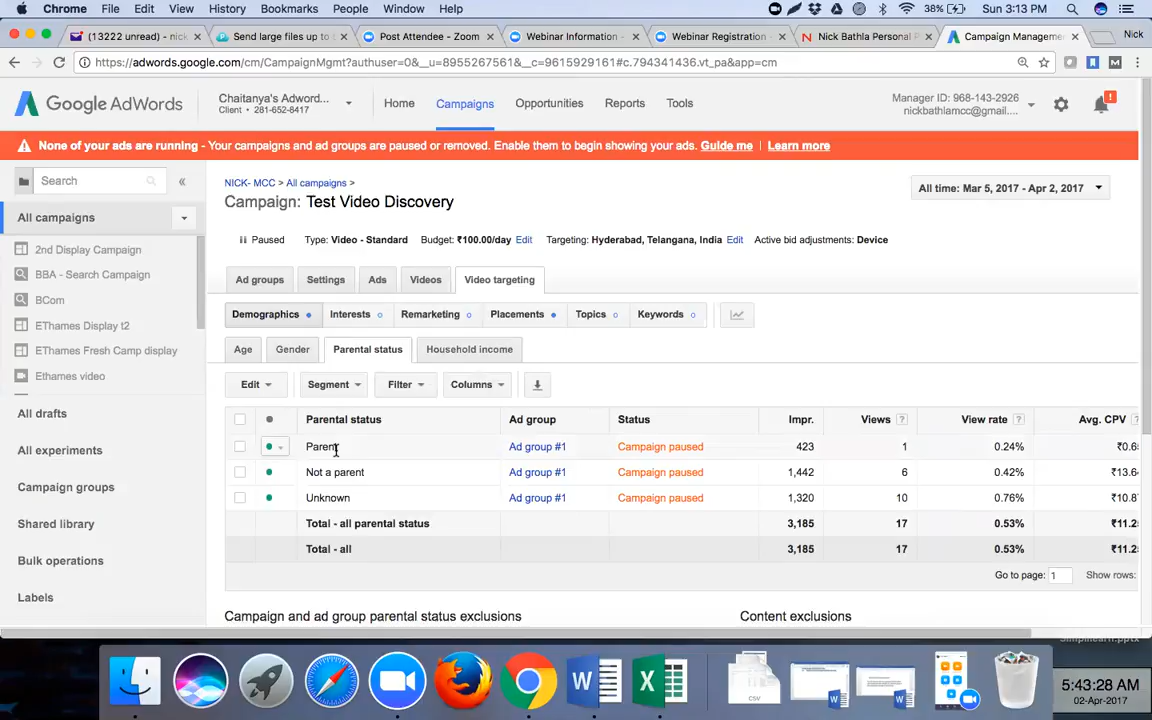 Chrome File Edit View History Bookmarks People Window Help 38% Sun 3:13 PM
(13222 unread) - nick Send large files up to Post Attendee - Zoom Webinar Information - Webinar Registration - Nick Bathla Personal P Campaign Manageme Nick
https://adwords.google.com/cm/CampaignMgmt?authuser=0&__u=8955267561&__c=9615929161#c.794341436.vt_pa&app=cm
Google AdWords Chaitanya's Adword... Client • 281-652-8417 Home Campaigns Opportunities Reports Tools Manager ID: 968-143-2926 nickbathlamcc@gmail.... !
None of your ads are running - Your campaigns and ad groups are paused or removed. Enable them to begin showing your ads. Guide me | Learn more
Search «
NICK- MCC > All campaigns >
Campaign: Test Video Discovery
All time: Mar 5, 2017 - Apr 2, 2017
All campaigns
2nd Display Campaign
BBA - Search Campaign
BCom
EThames Display t2
EThames Fresh Camp display
Ethames video
All drafts
All experiments
Campaign groups
Shared library
Bulk operations
Labels
Paused Type: Video - Standard Budget: ₹100.00/day Edit Targeting: Hyderabad, Telangana, India Edit Active bid adjustments: Device
Ad groups Settings Ads Videos Video targeting
Demographics Interests Remarketing Placements Topics Keywords
Age Gender Parental status Household income
Edit Segment Filter Columns
Parental status Ad group Status Impr. Views ? View rate ? Avg. CPV ?
Parent Ad group #1 Campaign paused 423 1 0.24% ₹0.6
Not a parent Ad group #1 Campaign paused 1,442 6 0.42% ₹13.6
Unknown Ad group #1 Campaign paused 1,320 10 0.76% ₹10.8
Total - all parental status 3,185 17 0.53% ₹11.2
Total - all 3,185 17 0.53% ₹11.2
Go to page: 1 Show rows:
Campaign and ad group parental status exclusions Content exclusions
CSV
5:43:28 AM
02-Apr-2017